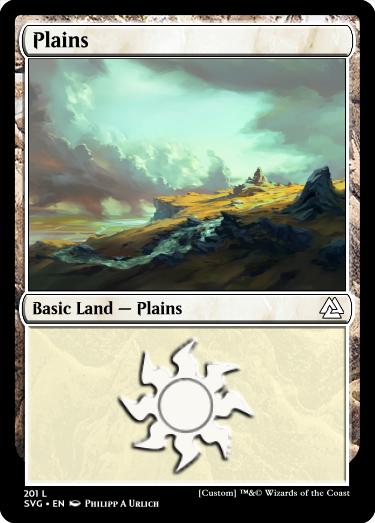 Plains
Basic Land — Plains
201 L
SVG • EN Philipp A Urlich
[Custom] ™&© Wizards of the Coast